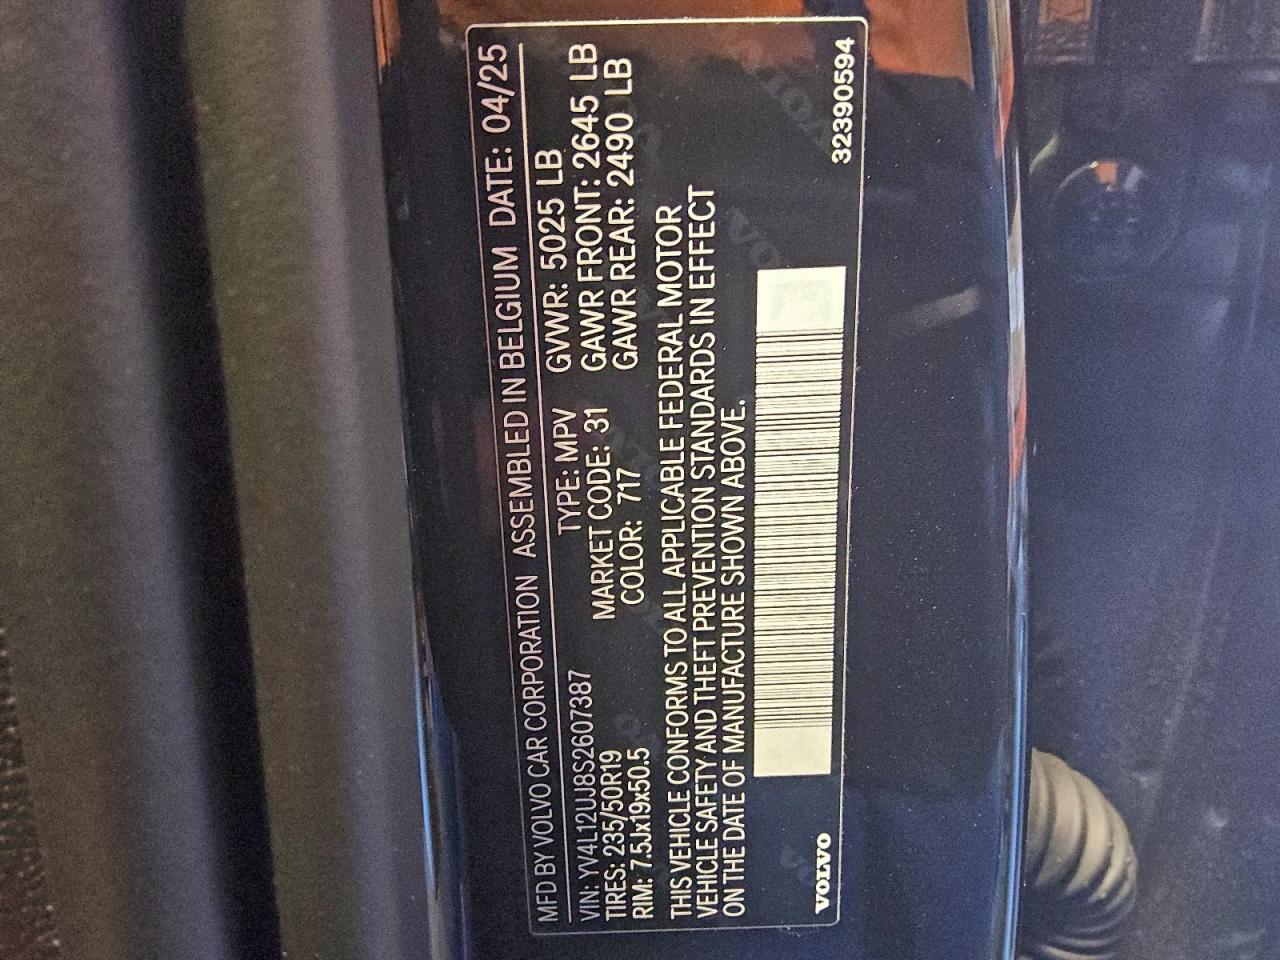 MFD BY VOLVO CAR CORPORATION ASSEMBLED IN BELGIUM DATE: 04/25
VIN: YV4L12UJ8S2607387 TYPE: MPV GVWR: 5025 LB
TIRES: 235/50R19 MARKET CODE: 31 GAWR FRONT: 2645 LB
RIM: 7.5Jx19x50.5 COLOR: 717 GAWR REAR: 2490 LB
THIS VEHICLE CONFORMS TO ALL APPLICABLE FEDERAL MOTOR
VEHICLE SAFETY AND THEFT PREVENTION STANDARDS IN EFFECT
ON THE DATE OF MANUFACTURE SHOWN ABOVE.
VOLVO 32390594